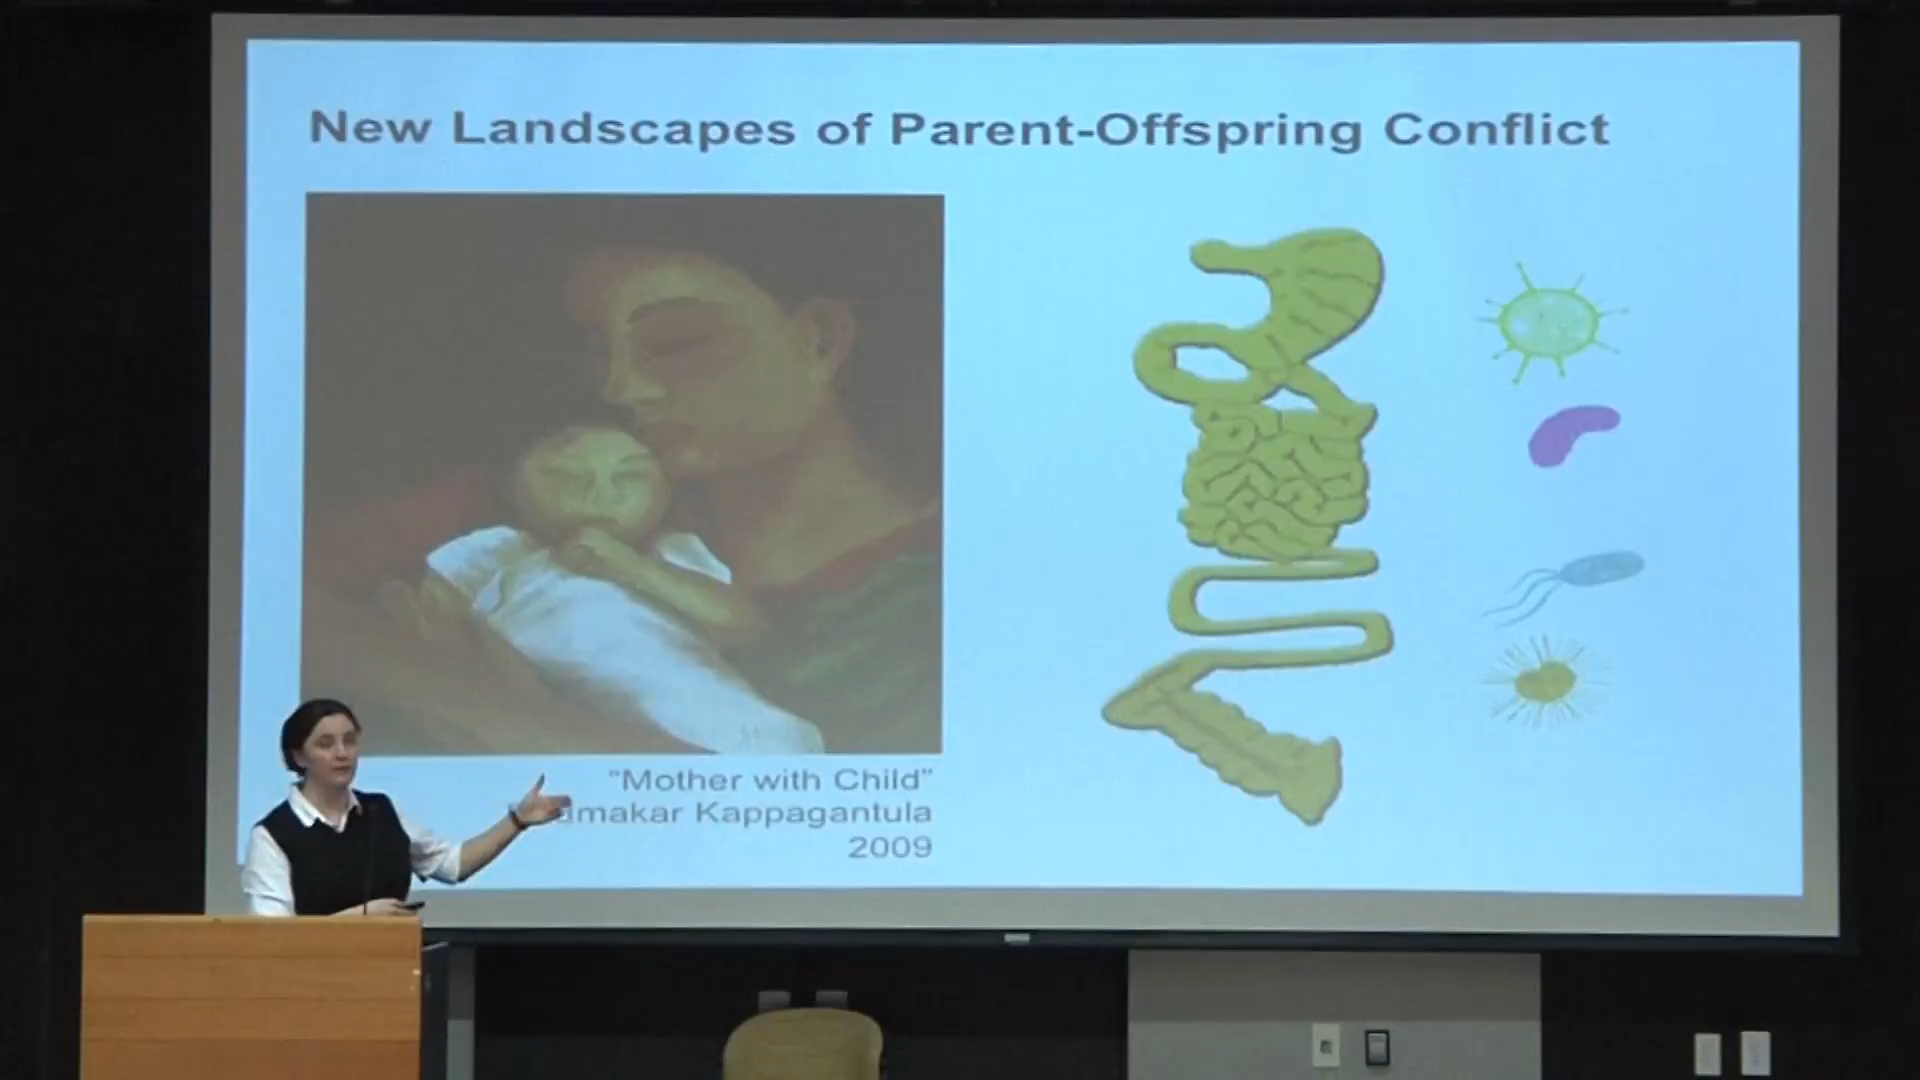 New Landscapes of Parent-Offspring Conflict
“Mother with Child”
Kappagantula
2009